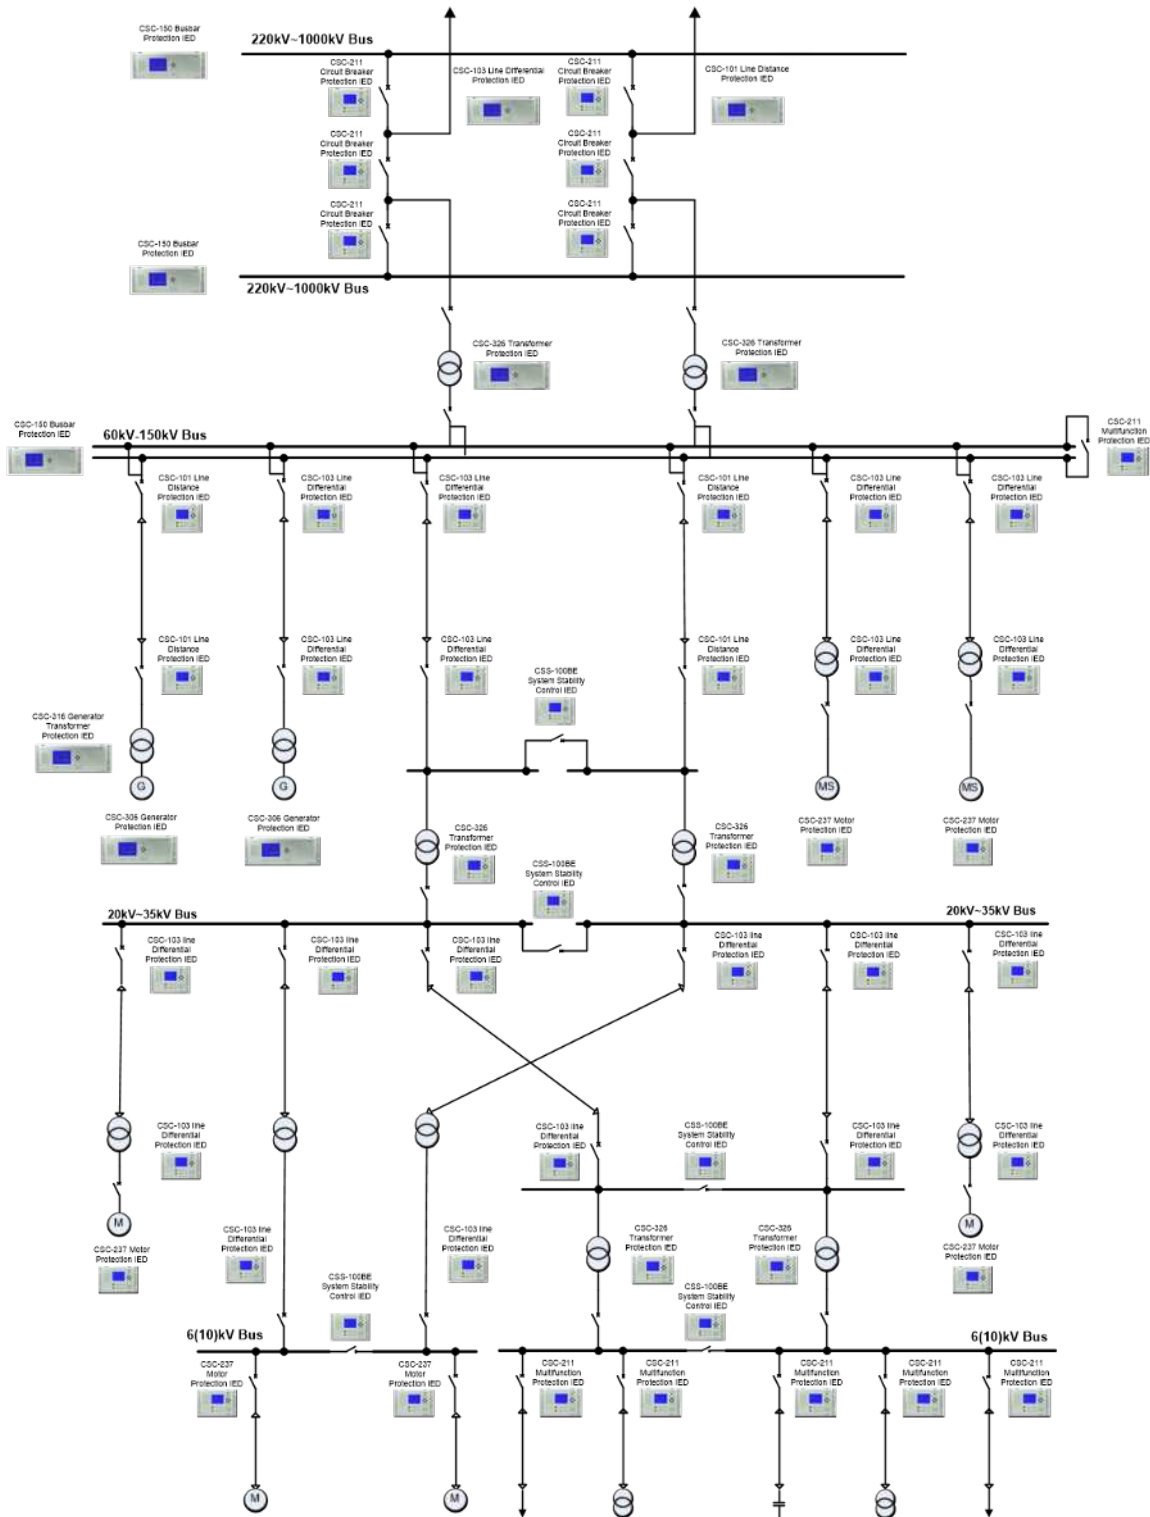 CSC-150 Busbar
Protection IED
220kV~1000kV Bus
CSC-211
Circuit Breaker
Protection IED
CSC-103 Line Differential
Protection IED
CSC-211
Circuit Breaker
Protection IED
CSC-101 Line Distance
Protection IED
CSC-211
Circuit Breaker
Protection IED
CSC-211
Circuit Breaker
Protection IED
CSC-211
Circuit Breaker
Protection IED
CSC-211
Circuit Breaker
Protection IED
CSC-150 Busbar
Protection IED
220kV~1000kV Bus
CSC-326 Transformer
Protection IED
CSC-326 Transformer
Protection IED
CSC-150 Busbar
Protection IED
60kV-150kV Bus
CSC-211
Multifunction
Protection IED
CSC-101 Line
Distance
Protection IED
CSC-103 Line
Differential
Protection IED
CSC-103 Line
Differential
Protection IED
CSC-101 Line
Distance
Protection IED
CSC-103 Line
Differential
Protection IED
CSC-103 Line
Differential
Protection IED
CSC-101 Line
Distance
Protection IED
CSC-103 Line
Differential
Protection IED
CSC-103 Line
Differential
Protection IED
CSC-101 Line
Distance
Protection IED
CSC-103 Line
Differential
Protection IED
CSC-103 Line
Differential
Protection IED
CSS-100BE
System Stability
Control IED
CSC-316 Generator
Transformer
Protection IED
G
G
MS
MS
CSC-306 Generator
Protection IED
CSC-306 Generator
Protection IED
CSC-326
Transformer
Protection IED
CSC-326
Transformer
Protection IED
CSC-237 Motor
Protection IED
CSC-237 Motor
Protection IED
CSS-100BE
System Stability
Control IED
20kV~35kV Bus
20kV~35kV Bus
CSC-103 line
Differential
Protection IED
CSC-103 line
Differential
Protection IED
CSC-103 line
Differential
Protection IED
CSC-103 line
Differential
Protection IED
CSC-103 line
Differential
Protection IED
CSC-103 line
Differential
Protection IED
CSC-103 line
Differential
Protection IED
CSC-103 line
Differential
Protection IED
CSS-100BE
System Stability
Control IED
CSC-103 line
Differential
Protection IED
CSC-103 line
Differential
Protection IED
M
M
CSC-237 Motor
Protection IED
CSC-103 line
Differential
Protection IED
CSC-103 line
Differential
Protection IED
CSC-326
Transformer
Protection IED
CSC-326
Transformer
Protection IED
CSC-237 Motor
Protection IED
CSS-100BE
System Stability
Control IED
CSS-100BE
System Stability
Control IED
6(10)kV Bus
6(10)kV Bus
CSC-237
Motor
Protection IED
CSC-237
Motor
Protection IED
CSC-211
Multifunction
Protection IED
CSC-211
Multifunction
Protection IED
CSC-211
Multifunction
Protection IED
CSC-211
Multifunction
Protection IED
CSC-211
Multifunction
Protection IED
M
M